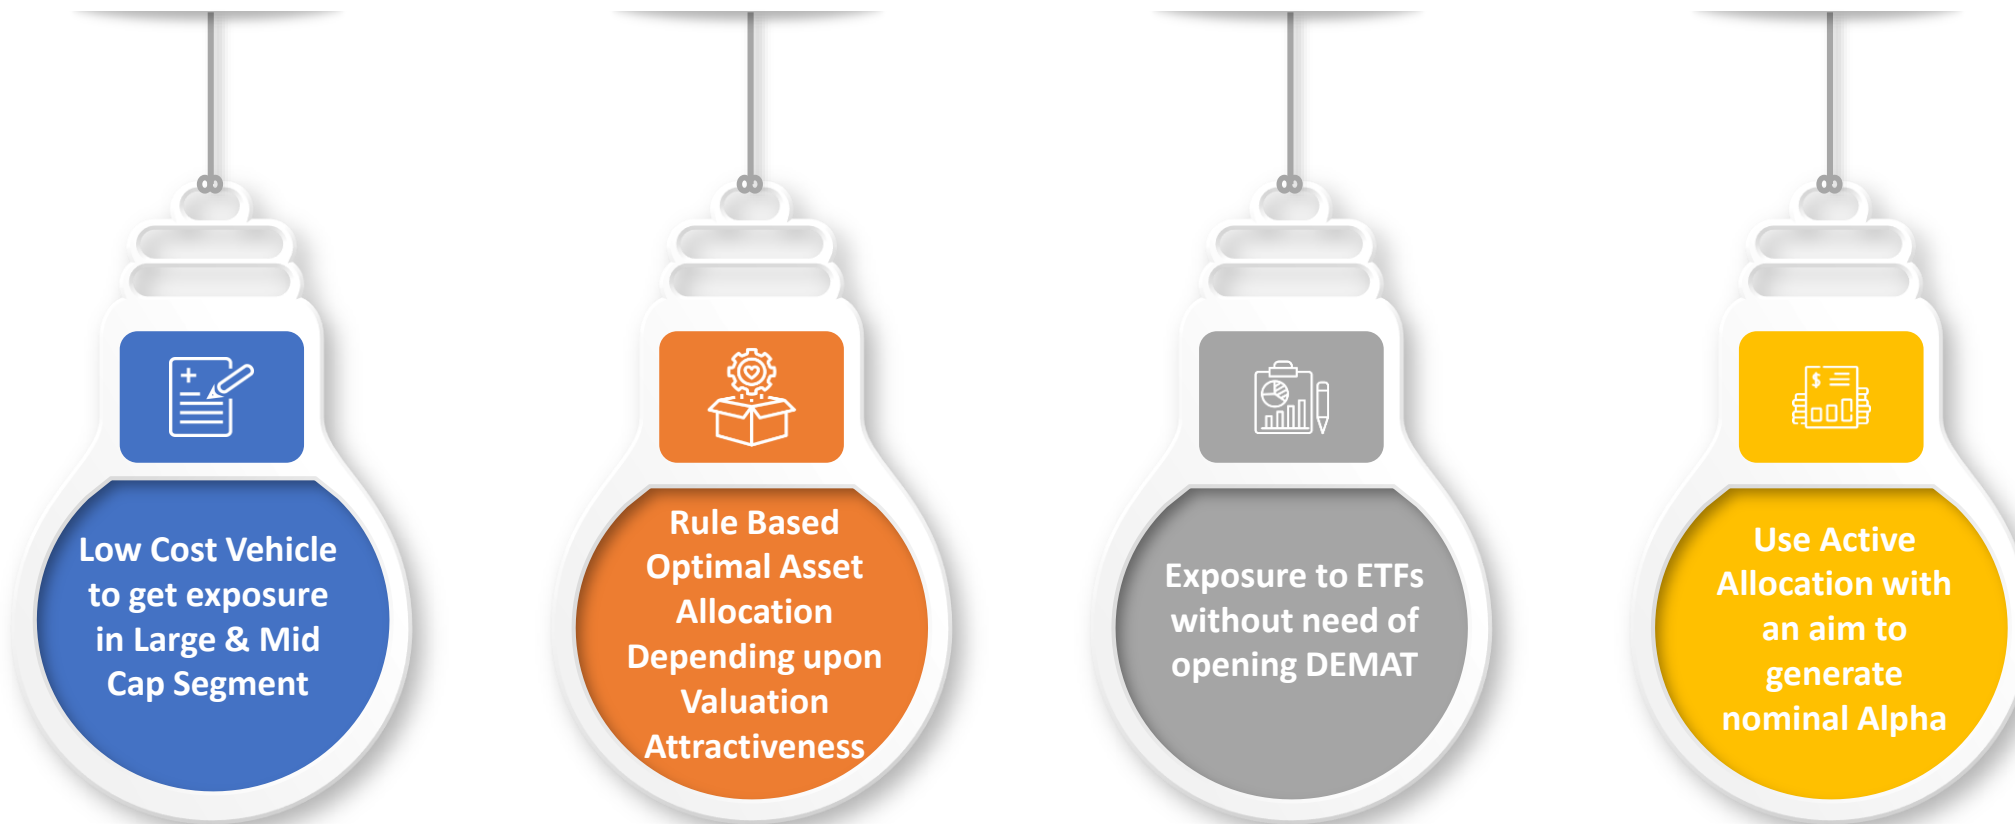 Low Cost Vehicle
to get exposure
in Large & Mid
Cap Segment
Rule Based
Optimal Asset
Allocation
Depending upon
Valuation
Attractiveness
Exposure to ETFs
without need of
opening DEMAT
$
Use Active
Allocation with
an aim to
generate
nominal Alpha